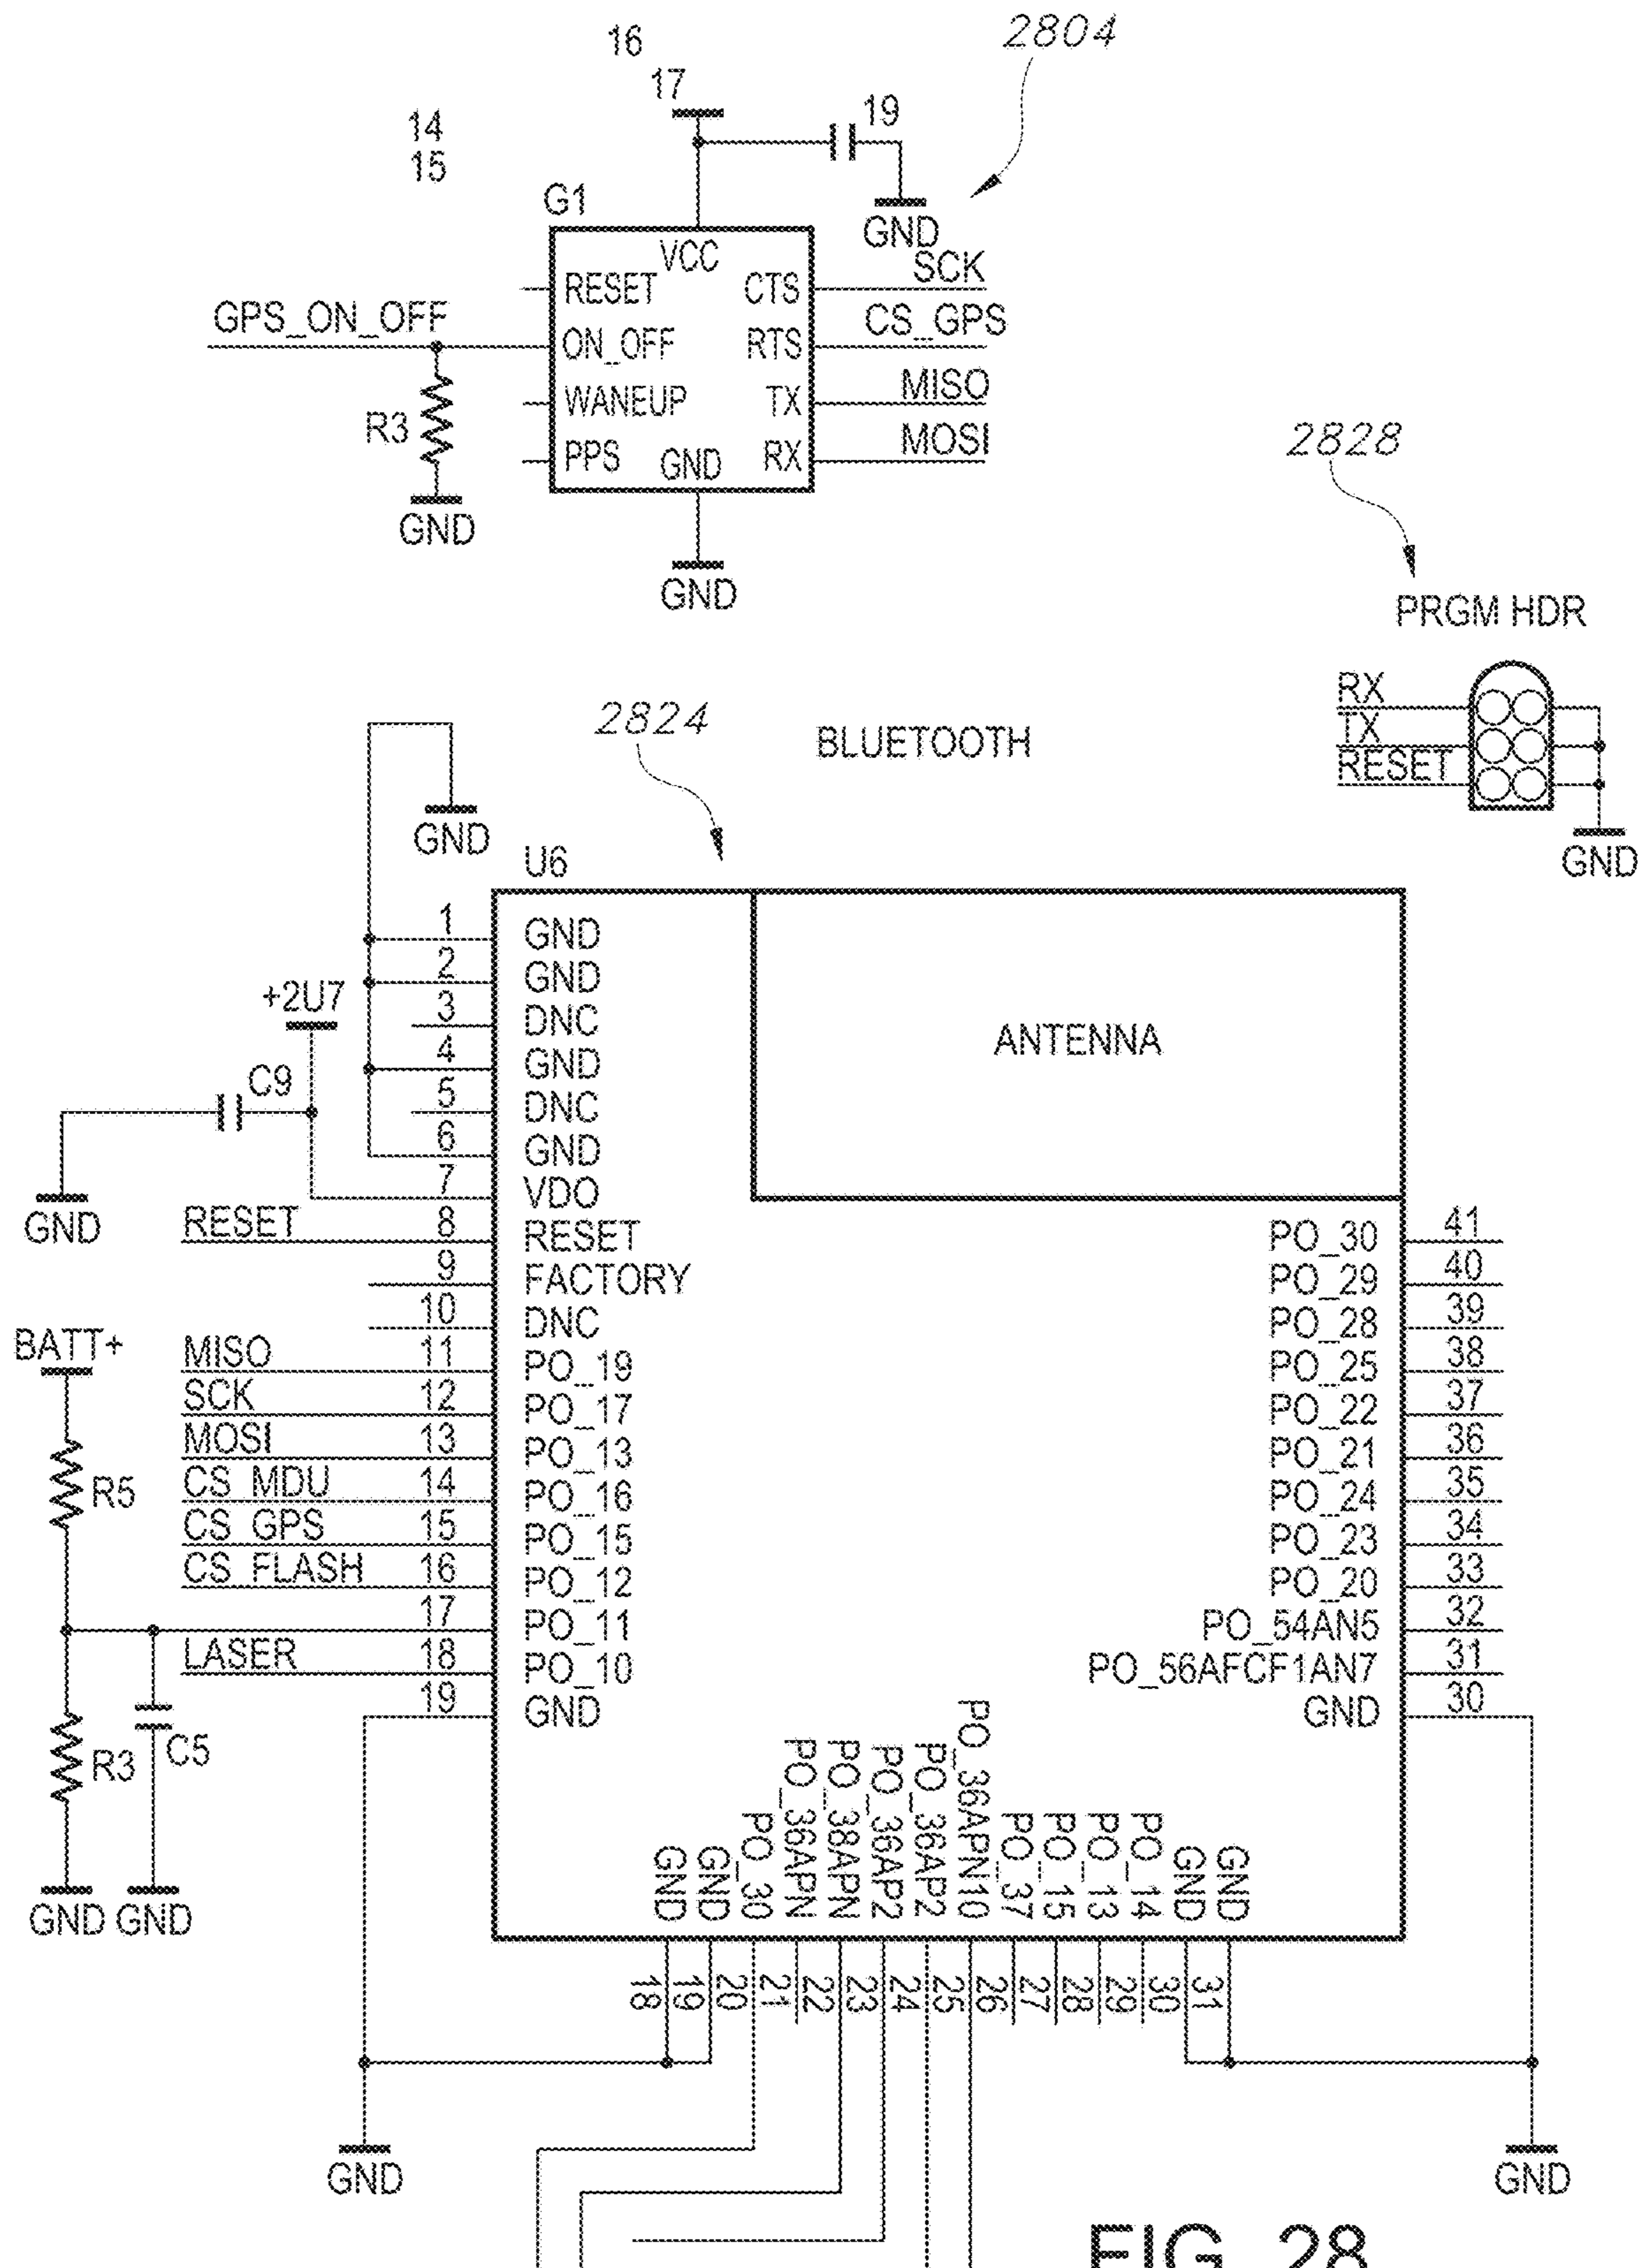 16
2804
17
19
14
15
G1
GND
VCC
SCK
RESET
CTS
GPS_ON_OFF
CS_GPS
ON_OFF
RTS
MISO
WANEUP
TX
R3
MOSI
PPS
GND
RX
GND
GND
2828
PRGM HDR
RX
TX
RESET
GND
2824
BLUETOOTH
GND
U6
ANTENNA
1 GND
2 GND
+2U7
3 DNC
4 GND
C9
5 DNC
6 GND
7 VDO
GND
RESET 8 RESET
9 FACTORY
10 DNC
BATT+
MISO 11 PO_19
SCK 12 PO_17
MOSI 13 PO_13
R5
CS_MDU 14 PO_16
CS_GPS 15 PO_15
CS_FLASH 16 PO_12
17 PO_11
LASER 18 PO_10
19 GND
R3
C5
GND
GND
PO_30 41
PO_29 40
PO_28 39
PO_25 38
PO_22 37
PO_21 36
PO_24 35
PO_23 34
PO_20 33
PO_54AN5 32
PO_56AFCF1AN7 31
GND 30
GND 18
GND 19
PO_30 20
PO_36APN 21
PO_38APN 22
PO_36AP2 23
PO_36AP2 24
PO_36APN10 25
PO_37 26
PO_15 27
PO_13 28
PO_14 29
GND 30
GND 31
GND
GND
FIG. 28